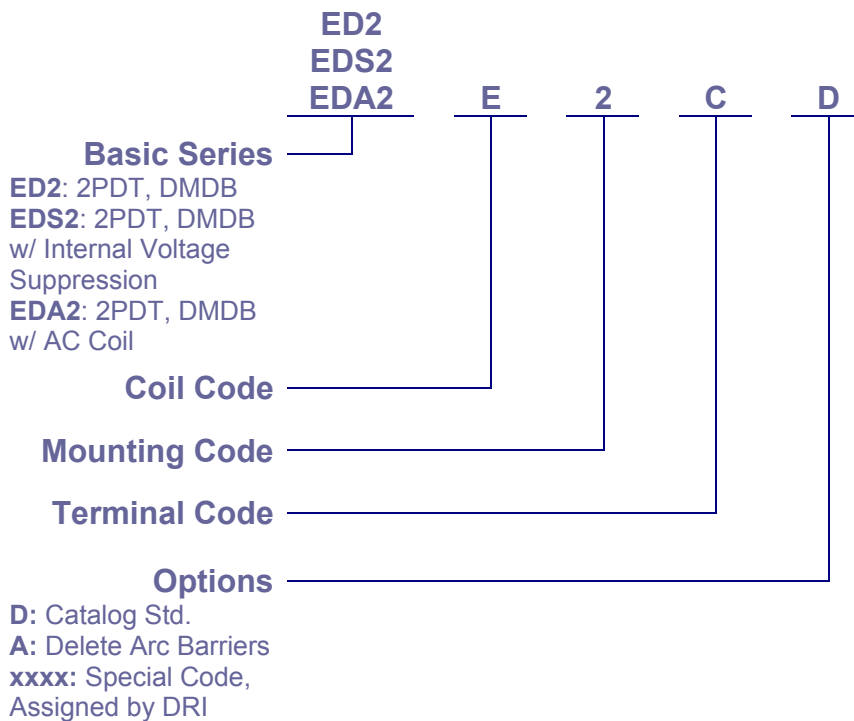 ED2
EDS2
EDA2 E 2 C D
Basic Series
ED2: 2PDT, DMDB
EDS2: 2PDT, DMDB
w/ Internal Voltage
Suppression
EDA2: 2PDT, DMDB
w/ AC Coil
Coil Code
Mounting Code
Terminal Code
Options
D: Catalog Std.
A: Delete Arc Barriers
xxxx: Special Code,
Assigned by DRI